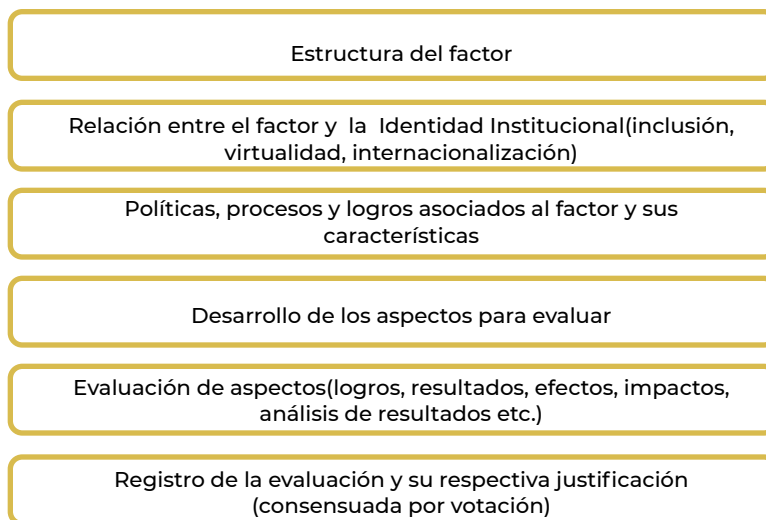 Estructura del factor
Relación entre el factor y la Identidad Institucional(inclusión,
virtualidad, internacionalización)
Políticas, procesos y logros asociados al factor y sus
características
Desarrollo de los aspectos para evaluar
Evaluación de aspectos(logros, resultados, efectos, impactos,
análisis de resultados etc.)
Registro de la evaluación y su respectiva justificación
(consensuada por votación)